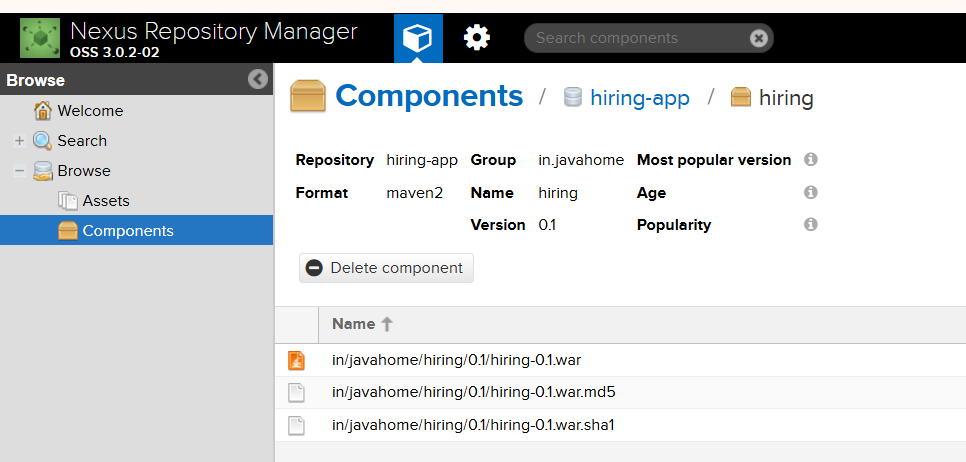 Nexus Repository Manager
OSS 3.0.2-02
Search components
Browse
Welcome
Search
Browse
Assets
Components
Components / hiring-app / hiring
Repository hiring-app Group in.javahome Most popular version
Format maven2 Name hiring Age
Version 0.1 Popularity
Delete component
Name
in/javahome/hiring/0.1/hiring-0.1.war
in/javahome/hiring/0.1/hiring-0.1.war.md5
in/javahome/hiring/0.1/hiring-0.1.war.sha1